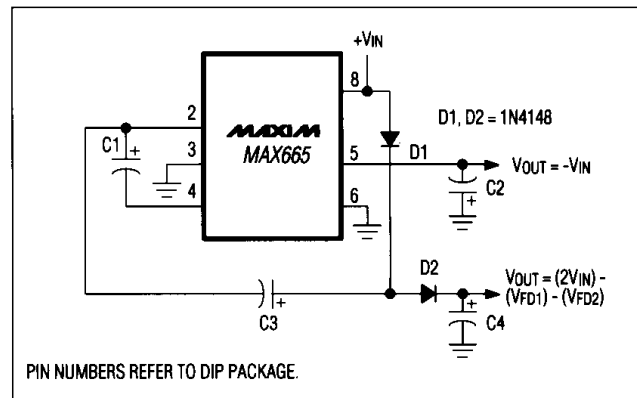 +VIN
8
2
D1, D2 = 1N4148
C1
+
MAXIM
MAX665
3
5
D1
VOUT = -VIN
C2
+
4
6
D2
VOUT = (2VIN) -
(VFD1) - (VFD2)
+
C3
+
C4
PIN NUMBERS REFER TO DIP PACKAGE.